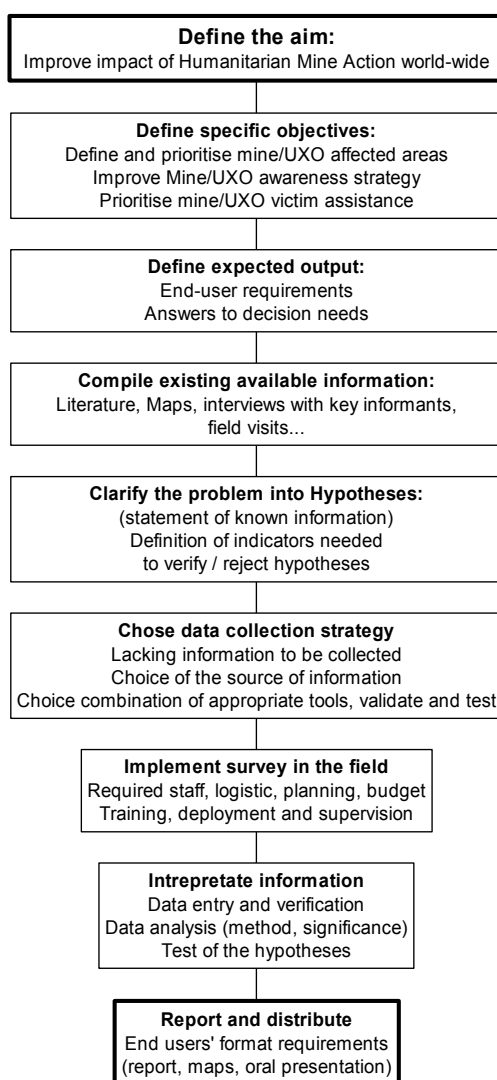 Define the aim:
Improve impact of Humanitarian Mine Action world-wide
Define specific objectives:
Define and prioritise mine/UXO affected areas
Improve Mine/UXO awareness strategy
Prioritise mine/UXO victim assistance
Define expected output:
End-user requirements
Answers to decision needs
Compile existing available information:
Literature, Maps, interviews with key informants,
field visits...
Clarify the problem into Hypotheses:
(statement of known information)
Definition of indicators needed
to verify / reject hypotheses
Chose data collection strategy
Lacking information to be collected
Choice of the source of information
Choice combination of appropriate tools, validate and test
Implement survey in the field
Required staff, logistic, planning, budget
Training, deployment and supervision
Intrepretate information
Data entry and verification
Data analysis (method, significance)
Test of the hypotheses
Report and distribute
End users' format requirements
(report, maps, oral presentation)